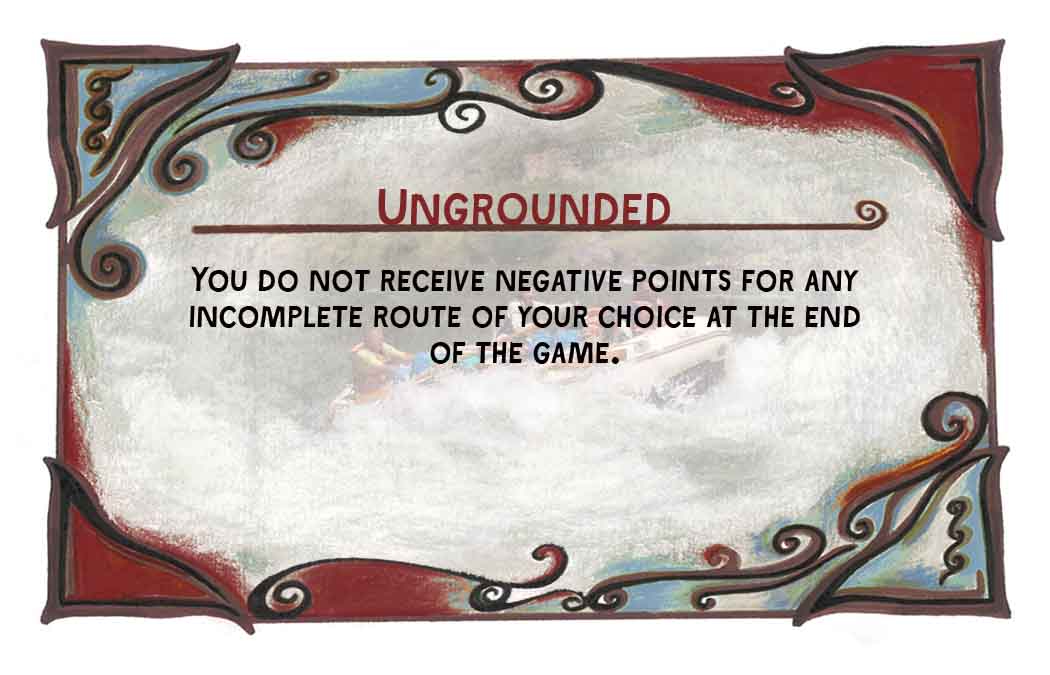 Ungrounded
You do not receive negative points for any
incomplete route of your choice at the end
of the game.